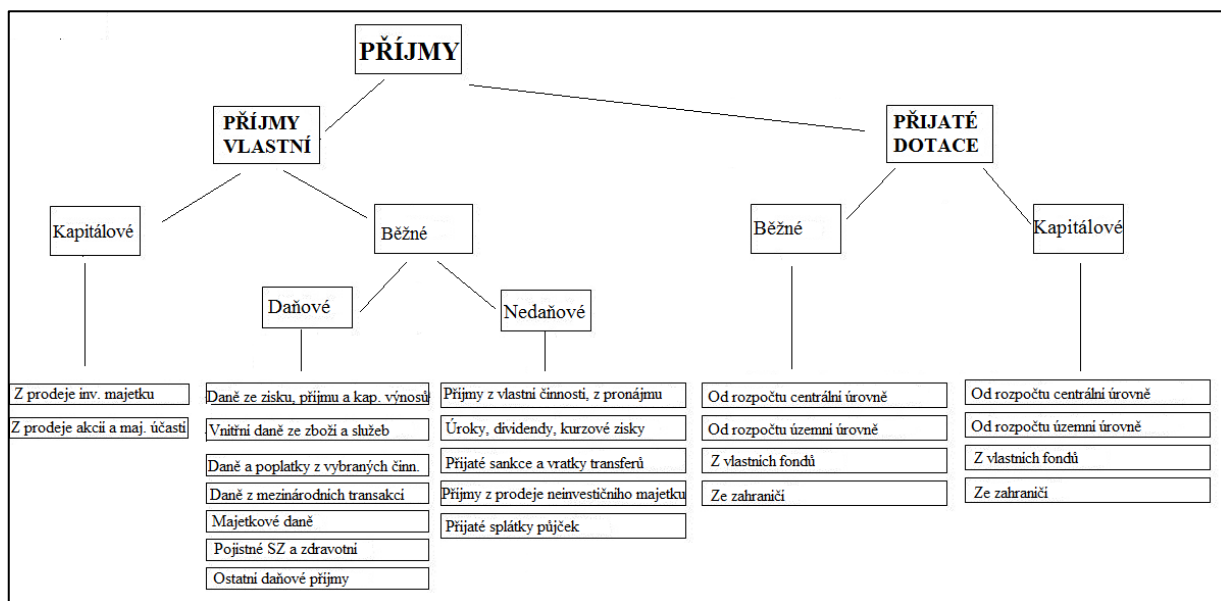 PŘÍJMY
PŘÍJMY
VLASTNÍ
PŘIJATÉ
DOTACE
Kapitálové
Běžné
Běžné
Kapitálové
Daňové
Nedaňové
Z prodeje inv. majetku
Z prodeje akcií a maj. účastí
Daně ze zisku, příjmu a kap. výnosů
Vnitřní daně ze zboží a služeb
Daně a poplatky z vybraných činn.
Daně z mezinárodních transakcí
Majetkové daně
Pojistné SZ a zdravotní
Ostatní daňové příjmy
Příjmy z vlastní činnosti, z pronájmu
Úroky, dividendy, kurzové zisky
Přijaté sankce a vratky transferů
Příjmy z prodeje neinvestičního majetku
Přijaté splátky půjček
Od rozpočtu centrální úrovně
Od rozpočtu územní úrovně
Z vlastních fondů
Ze zahraničí
Od rozpočtu centrální úrovně
Od rozpočtu územní úrovně
Z vlastních fondů
Ze zahraničí